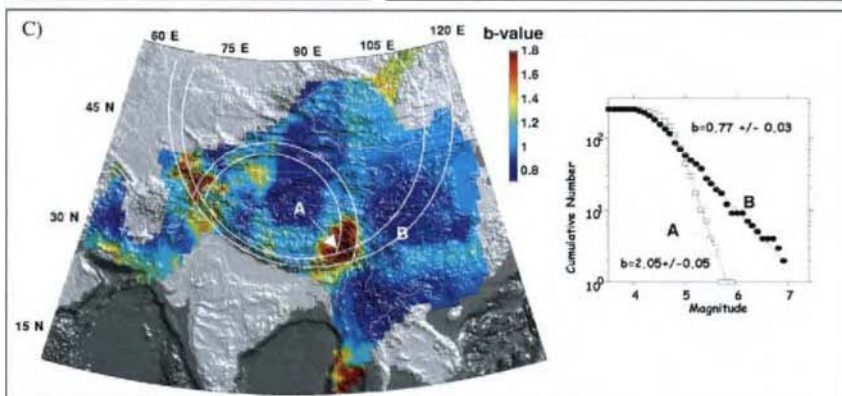 C)
60 E
75 E
90 E
105 E
120 E
45 N
30 N
15 N
A
B
b-value
1.8
1.6
1.4
1.2
1
0.8
b=0.77 +/- 0.03
B
A
b=2.05+/-0.05
Cumulative Number
10²
10¹
10⁰
4
5
6
7
Magnitude